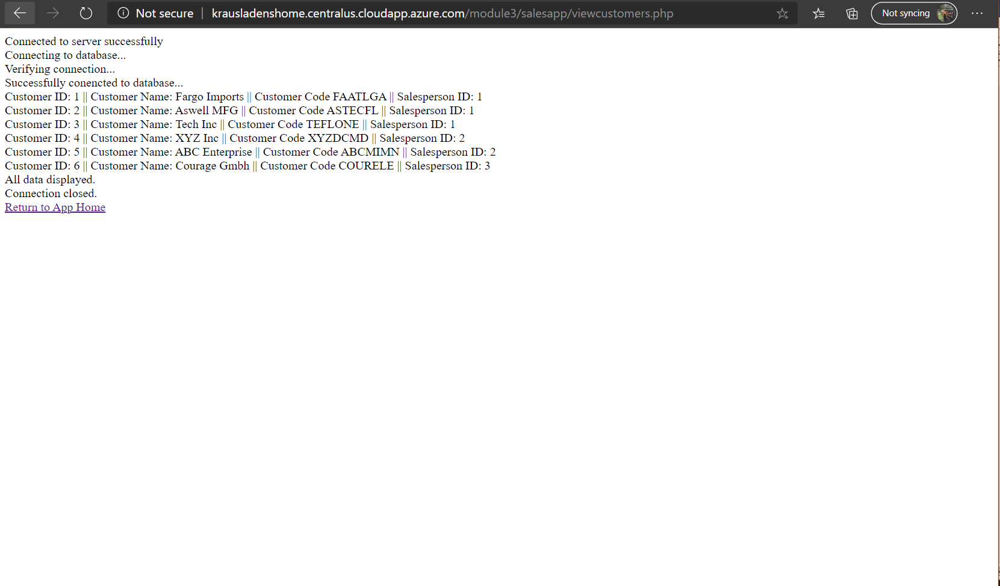 Not secure | krausladenshome.centralus.cloudapp.azure.com/module3/salesapp/viewcustomers.php Not syncing
Connected to server successfully
Connecting to database...
Verifying connection...
Successfully conencted to database...
Customer ID: 1 || Customer Name: Fargo Imports || Customer Code FAATLGA || Salesperson ID: 1
Customer ID: 2 || Customer Name: Aswell MFG || Customer Code ASTECFL || Salesperson ID: 1
Customer ID: 3 || Customer Name: Tech Inc || Customer Code TEFLONE || Salesperson ID: 1
Customer ID: 4 || Customer Name: XYZ Inc || Customer Code XYZDCMD || Salesperson ID: 2
Customer ID: 5 || Customer Name: ABC Enterprise || Customer Code ABCMIMN || Salesperson ID: 2
Customer ID: 6 || Customer Name: Courage Gmbh || Customer Code COURELE || Salesperson ID: 3
All data displayed.
Connection closed.
Return to App Home